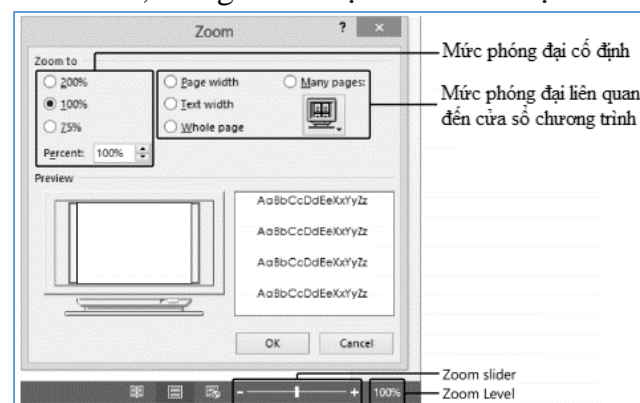 Zoom ? ×
Zoom to
200%
100%
75%
Percent: 100%
Page width
Text width
Whole page
Many pages:
Mức phóng đại cố định
Mức phóng đại liên quan
đến cửa sổ chương trình
Preview
AaBbCcDdEeXxYyZz
AaBbCcDdEeXxYyZz
AaBbCcDdEeXxYyZz
AaBbCcDdEeXxYyZz
OK Cancel
Zoom slider
- + 100%
Zoom Level